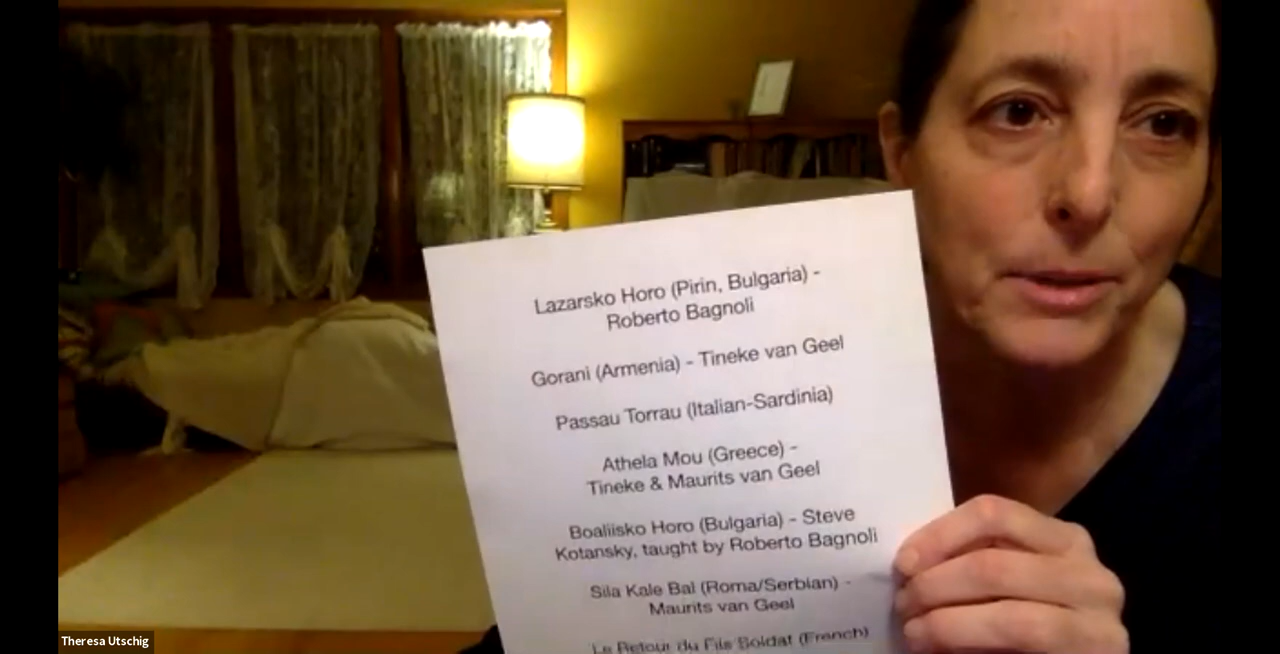 Lazarsko Horo (Pirin, Bulgaria) -
Roberto Bagnoli
Gorani (Armenia) - Tineke van Geel
Passau Torrau (Italian-Sardinia)
Athela Mou (Greece) -
Tineke & Maurits van Geel
Boaliisko Horo (Bulgaria) - Steve
Kotansky, taught by Roberto Bagnoli
Sila Kale Bal (Roma/Serbian) -
Maurits van Geel
Le Retour du Fils Soldat (French)
Theresa Utschig